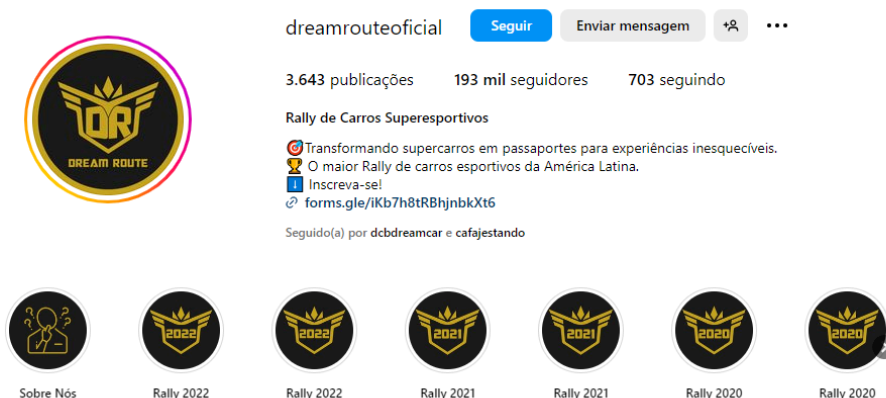 dreamrouteoficial Seguir Enviar mensagem
3.643 publicações 193 mil seguidores 703 seguindo
Rally de Carros Superesportivos
Transformando supercarros em passaportes para experiências inesquecíveis.
O maior Rally de carros esportivos da América Latina.
Inscreva-se!
forms.gle/iKb7h8tRBhjnbkXt6
Seguido(a) por dcbdreamcar e cafajestando
DR
DREAM ROUTE
2022 2022 2021 2021 2020 2020
Sobre Nós Rally 2022 Rally 2022 Rally 2021 Rally 2021 Rally 2020 Rally 2020